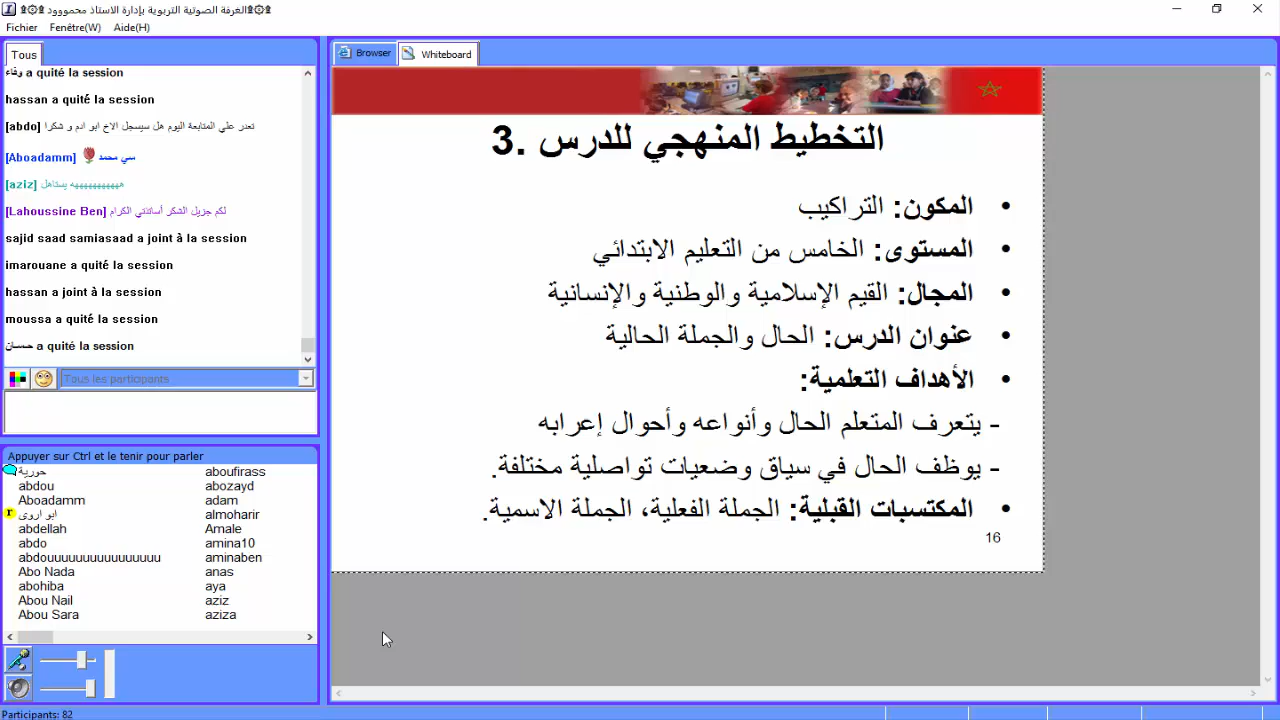 ۩۞۩الغرفة الصوتية التربوية بإدارة الاستاذ محمووود۩۞۩
Fichier Fenêtre(W) Aide(H)
Tous
وفاء a quité la session
hassan a quité la session
[abdo] تعدر علي المتابعة اليوم هل سيسجل الاخ ابو ادم و شكرا
[Aboadamm] سي محمد
[aziz] هييييييييييه يستاهل
[Lahoussine Ben] لكم جزيل الشكر أساتذتي الكرام
sajid saad samiasaad a joint à la session
imarouane a quité la session
hassan a joint à la session
moussa a quité la session
حسان a quité la session
Tous les participants
Appuyer sur Ctrl et le tenir pour parler
حورية aboufirass
abdou abozayd
Aboadamm adam
ابو اروى almoharir
abdellah Amale
abdo amina10
abdouuuuuuuuuuuuuuuu aminaben
Abo Nada anas
abohiba aya
Abou Nail aziz
Abou Sara aziza
Participants: 82
Browser Whiteboard
3. التخطيط المنهجي للدرس
• المكون: التراكيب
• المستوى: الخامس من التعليم الابتدائي
• المجال: القيم الإسلامية والوطنية والإنسانية
• عنوان الدرس: الحال والجملة الحالية
• الأهداف التعلمية:
- يتعرف المتعلم الحال وأنواعه وأحوال إعرابه
- يوظف الحال في سياق وضعيات تواصلية مختلفة.
• المكتسبات القبلية: الجملة الفعلية، الجملة الاسمية.
16